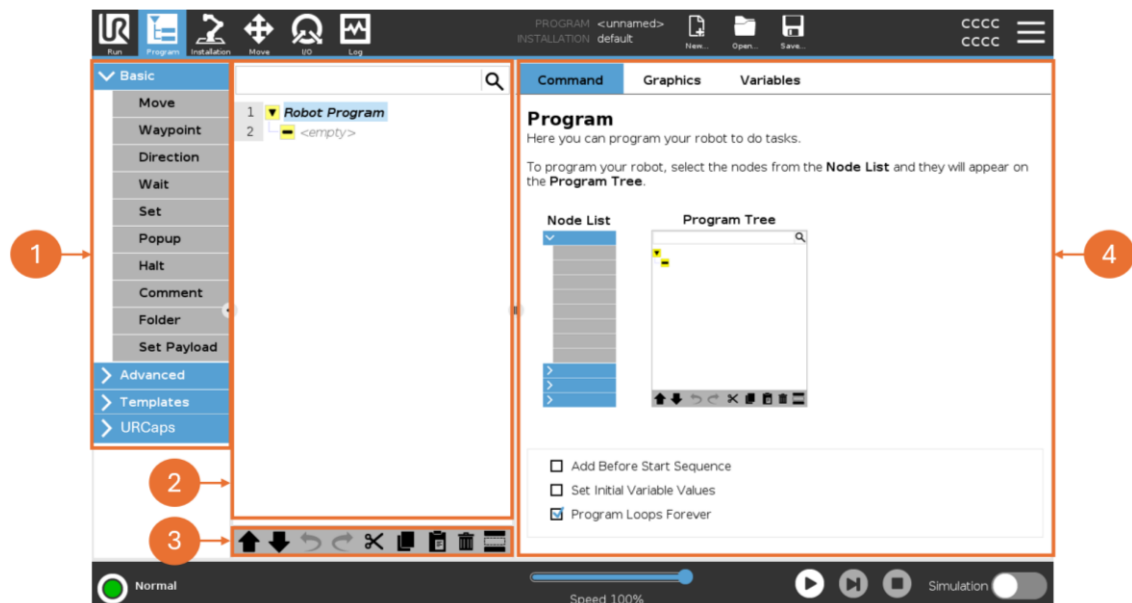 PROGRAM <unnamed>
INSTALLATION default
UR
Run
Program
Installation
Move
I/O
Log
New...
Open...
Save...
CCCC
CCCC
Basic
Move
Waypoint
Direction
Wait
Set
Popup
Halt
Comment
Folder
Set Payload
Advanced
Templates
URCaps
1
2
3
4
1 Robot Program
2 <empty>
Command Graphics Variables
Program
Here you can program your robot to do tasks.
To program your robot, select the nodes from the Node List and they will appear on
the Program Tree.
Node List
Program Tree
Add Before Start Sequence
Set Initial Variable Values
Program Loops Forever
Normal
Speed 100%
Simulation